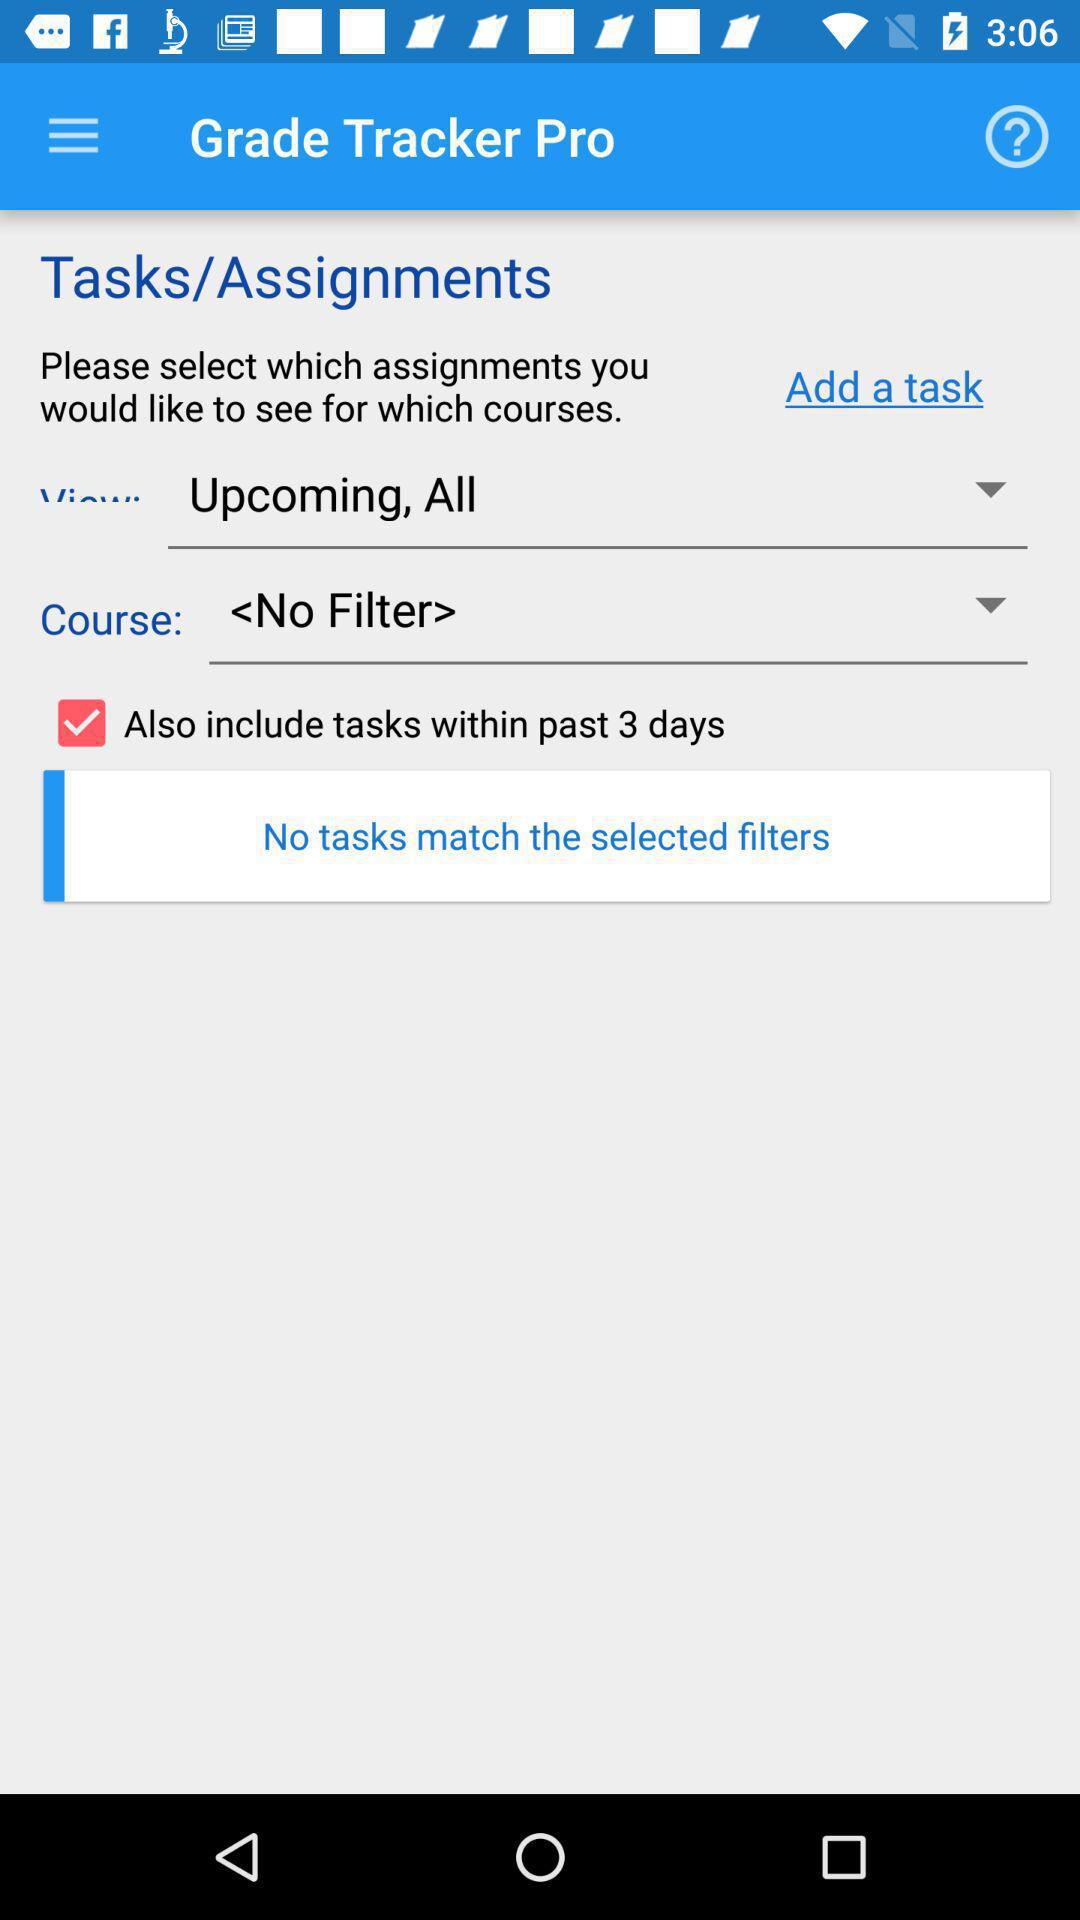 3:06
Grade Tracker Pro
Tasks/Assignments
Please select which assignments you
would like to see for which courses.
Add a task
View:
Upcoming, All
Course:
<No Filter>
Also include tasks within past 3 days
No tasks match the selected filters